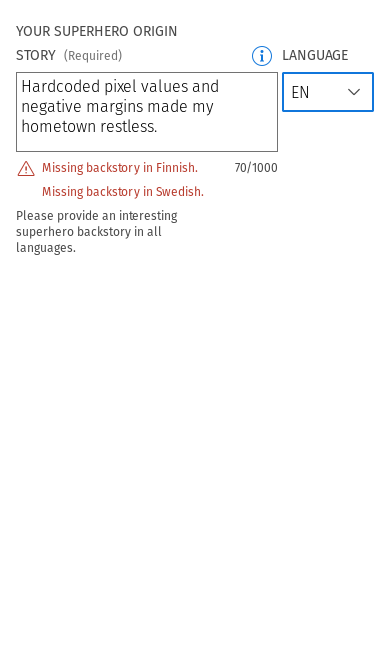 YOUR SUPERHERO ORIGIN
STORY (Required) LANGUAGE
Hardcoded pixel values and
negative margins made my
hometown restless.
EN
Missing backstory in Finnish. 70/1000
Missing backstory in Swedish.
Please provide an interesting
superhero backstory in all
languages.